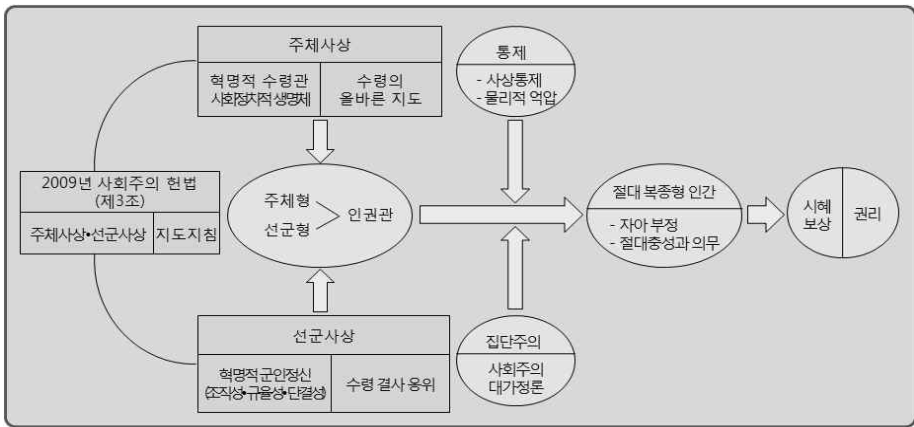 주체사상
혁명적 수령관
사회정치적 생명체
수령의
올바른 지도
통제
- 사상통제
- 물리적 억압
2009년 사회주의 헌법
(제3조)
주체사상•선군사상
지도지침
주체형
선군형
인권관
절대 복종형 인간
- 자아 부정
- 절대충성과 의무
시혜
보상
권리
선군사상
혁명적 군인정신
(조직성•규율성•단결성)
수령 결사 옹위
집단주의
사회주의
대가정론